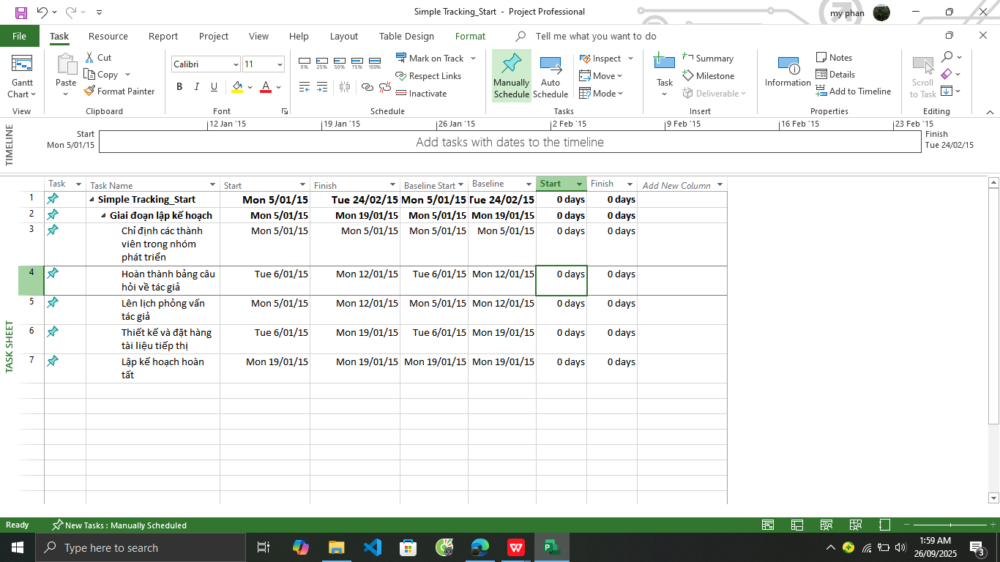 Simple Tracking_Start - Project Professional
my phan
File Task Resource Report Project View Help Layout Table Design Format Tell me what you want to do
Gantt Chart
View
Paste
Cut
Copy
Format Painter
Clipboard
Calibri 11
B I U A
Font
0% 25% 50% 75% 100%
Mark on Track
Respect Links
Inactivate
Schedule
Manually Schedule
Auto Schedule
Inspect
Move
Mode
Tasks
Task
Summary
Milestone
Deliverable
Insert
Information
Notes
Details
Add to Timeline
Properties
Scroll to Task
Editing
TIMELINE
12 Jan '15 19 Jan '15 26 Jan '15 2 Feb '15 9 Feb '15 16 Feb '15 23 Feb '15
Start
Mon 5/01/15
Add tasks with dates to the timeline
Finish
Tue 24/02/15
TASK SHEET
Task Task Name Start Finish Baseline Start Baseline Start Finish Add New Column
1 Simple Tracking_Start Mon 5/01/15 Tue 24/02/15 Mon 5/01/15 Tue 24/02/15 0 days 0 days
2 Giai đoạn lập kế hoạch Mon 5/01/15 Mon 19/01/15 Mon 5/01/15 Mon 19/01/15 0 days 0 days
3 Chỉ định các thành Mon 5/01/15 Mon 5/01/15 Mon 5/01/15 Mon 5/01/15 0 days 0 days
viên trong nhóm
phát triển
4 Hoàn thành bảng câu Tue 6/01/15 Mon 12/01/15 Tue 6/01/15 Mon 12/01/15 0 days 0 days
hỏi về tác giả
5 Lên lịch phỏng vấn Mon 5/01/15 Mon 12/01/15 Mon 5/01/15 Mon 12/01/15 0 days 0 days
tác giả
6 Thiết kế và đặt hàng Tue 6/01/15 Mon 19/01/15 Tue 6/01/15 Mon 19/01/15 0 days 0 days
tài liệu tiếp thị
7 Lập kế hoạch hoàn Mon 19/01/15 Mon 19/01/15 Mon 19/01/15 Mon 19/01/15 0 days 0 days
tất
Ready New Tasks : Manually Scheduled
Type here to search
1:59 AM
26/09/2025
3